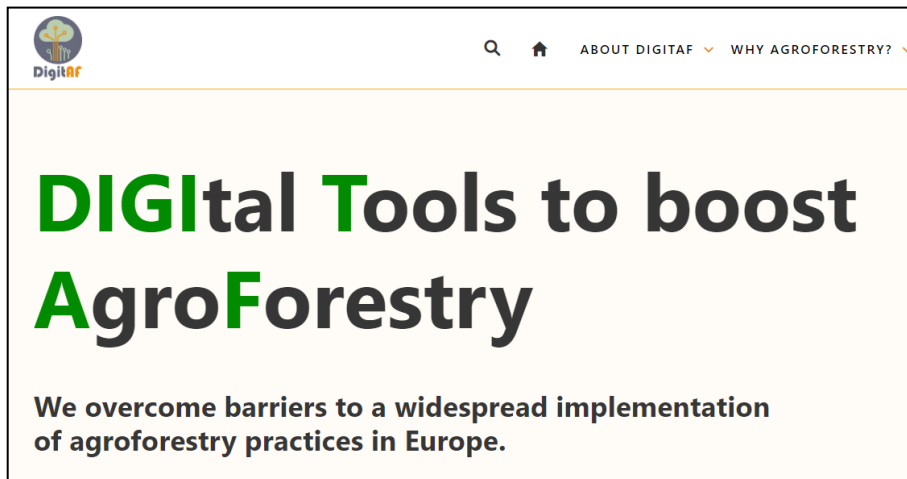 DigitAF
ABOUT DIGITAF
WHY AGROFORESTRY?
DIGItal Tools to boost
AgroForestry
We overcome barriers to a widespread implementation
of agroforestry practices in Europe.